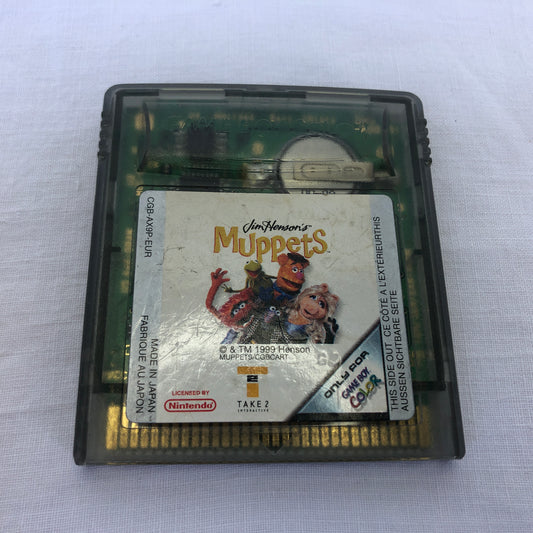 Jim Henson's
MUPPETS
© & TM 1999 Henson
MUPPETS/CGBCART
LICENSED BY
Nintendo
TAKE 2
INTERACTIVE
ONLY FOR
GAME BOY
COLOR
CGB-AX9P-EUR
MADE IN JAPAN
FABRIQUE AU JAPON
THIS SIDE OUT CE CÔTÉ A L'EXTÉRIEUR
AUSSEN SICHTBARE SEITE